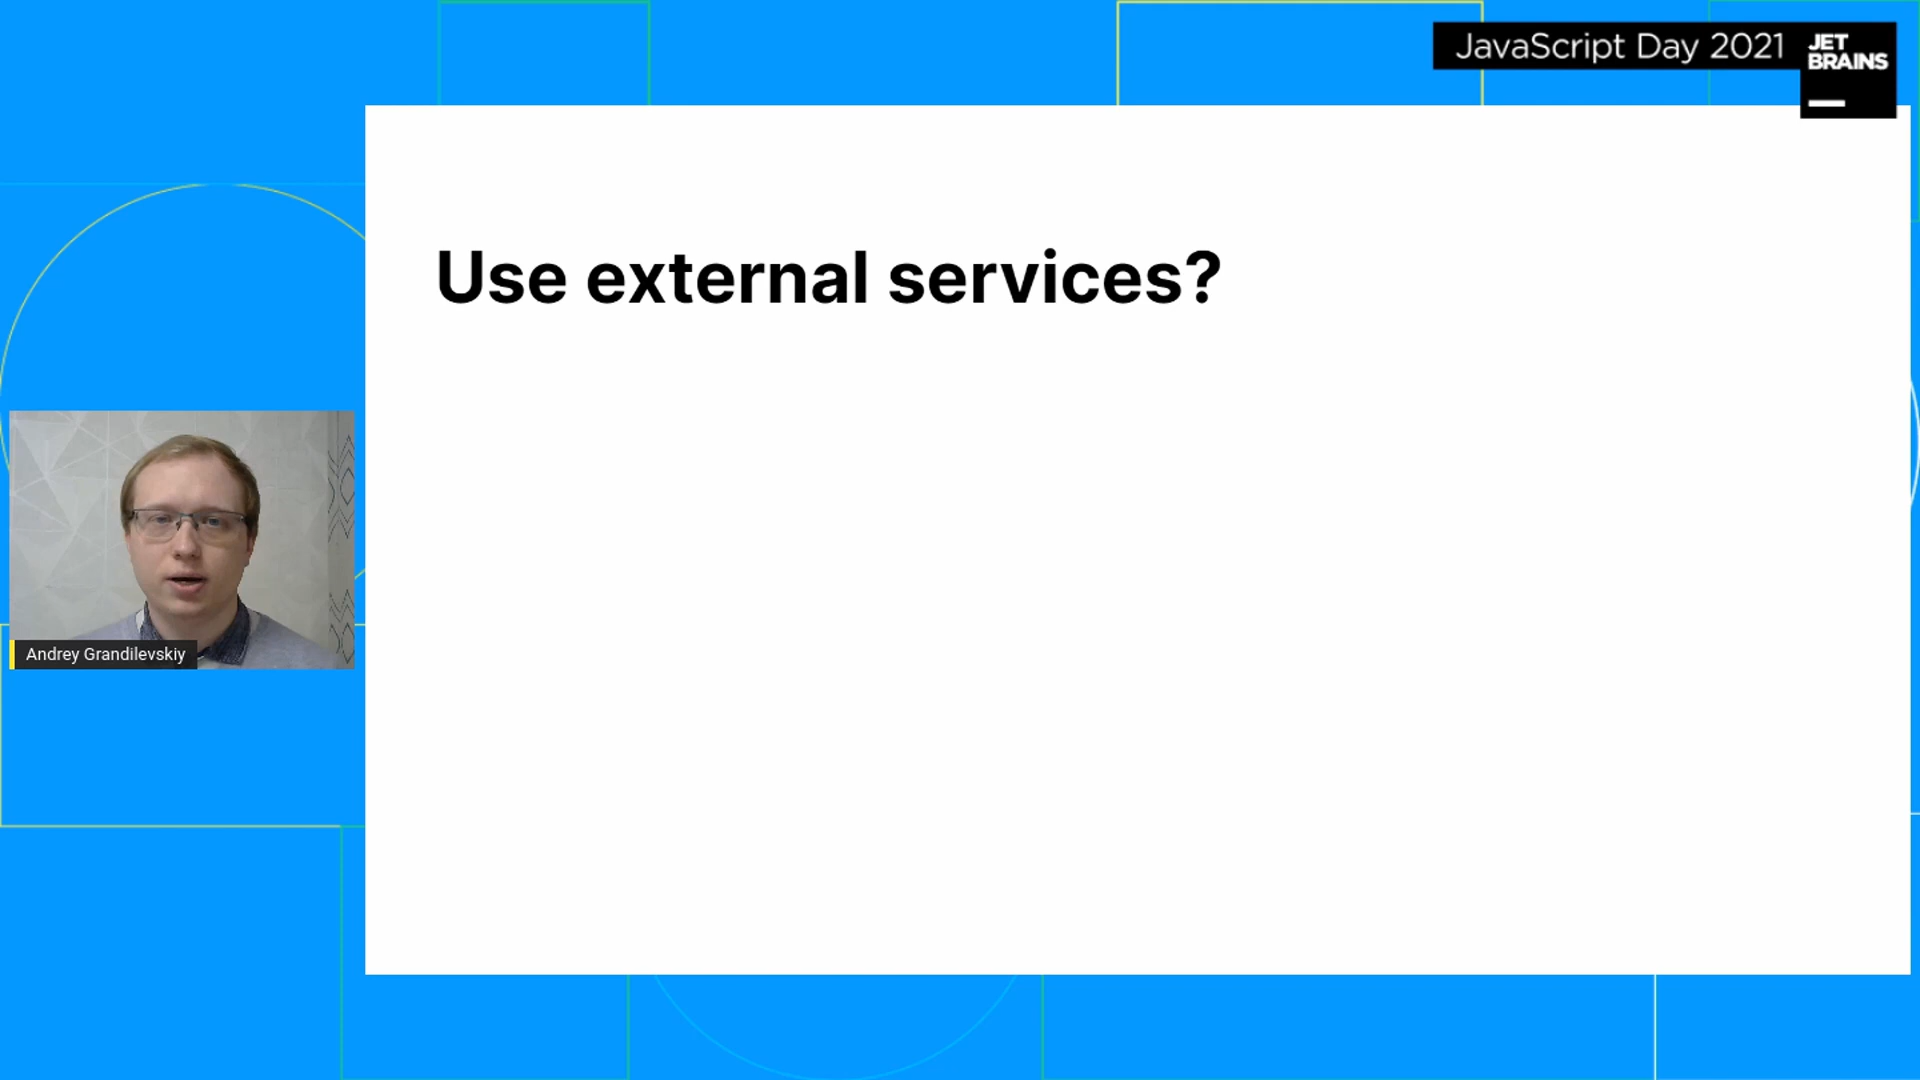 JavaScript Day 2021
JET
BRAINS
Use external services?
Andrey Grandilevskiy